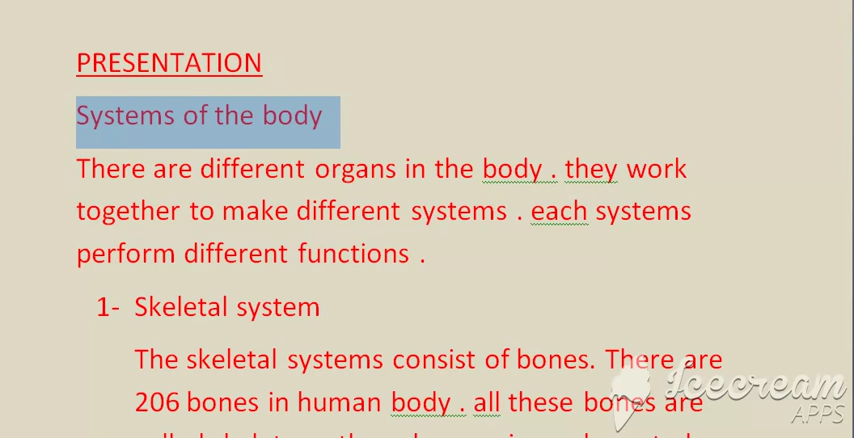 PRESENTATION
Systems of the body
There are different organs in the body . they work
together to make different systems . each systems
perform different functions .
1- Skeletal system
The skeletal systems consist of bones. There are
206 bones in human body . all these bones are
Icecream
APPS